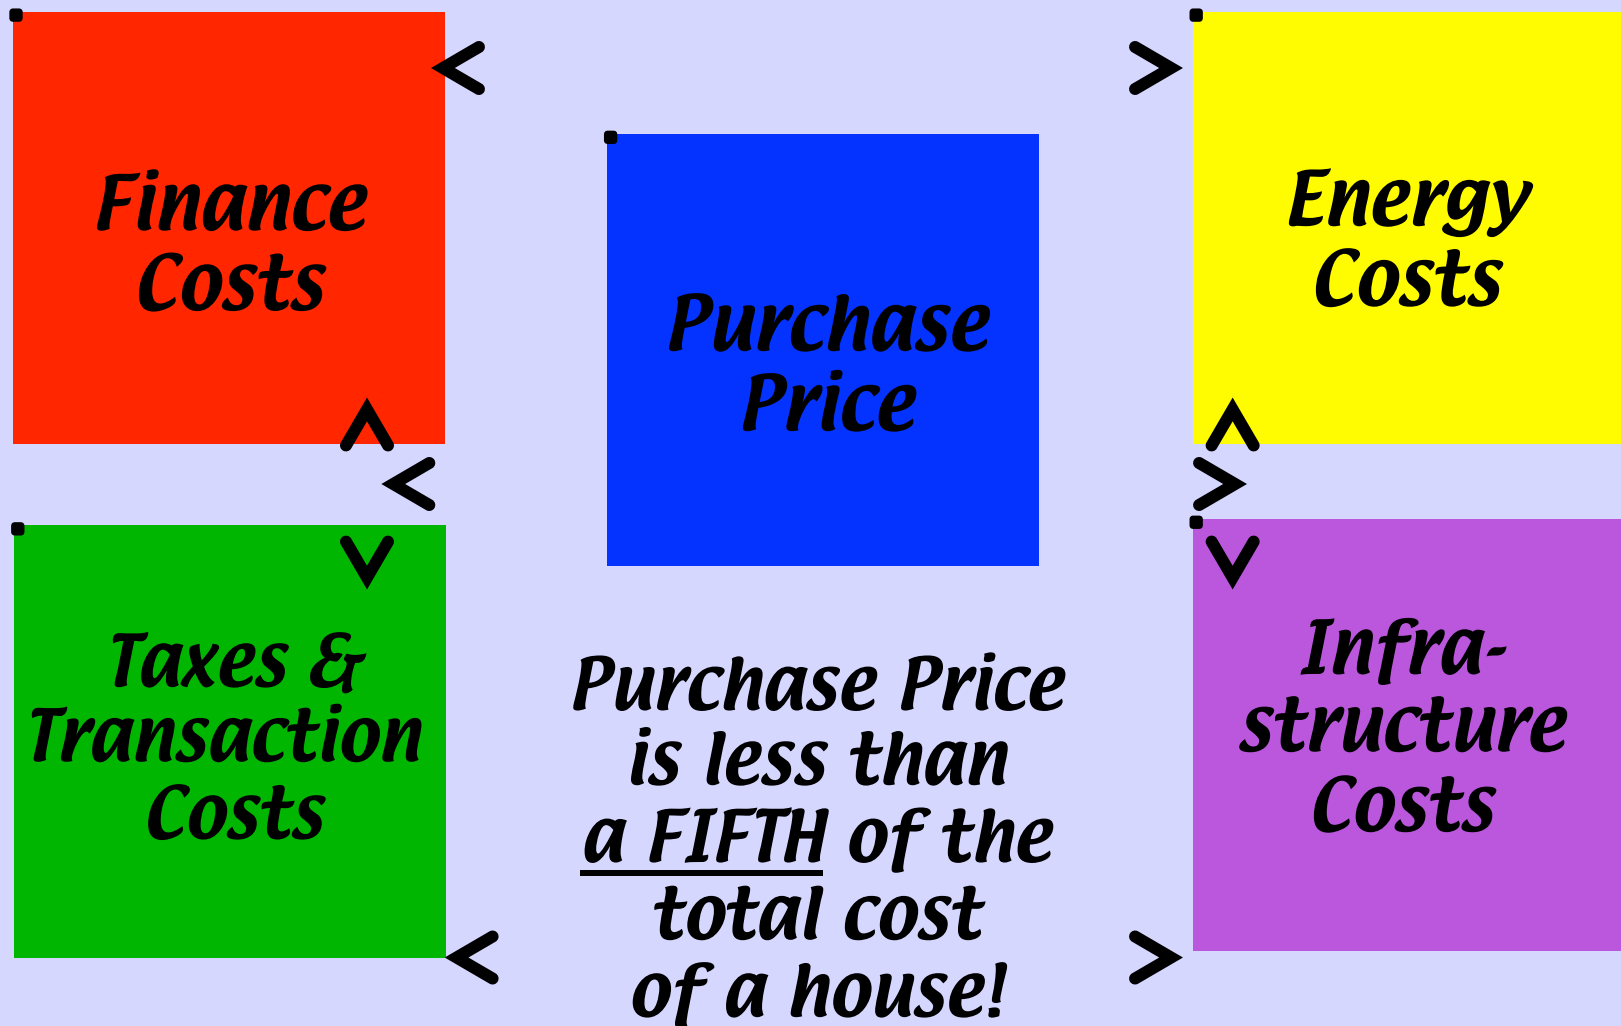 Finance
Costs
Purchase
Price
Energy
Costs
Taxes &
Transaction
Costs
Purchase Price
is less than
a FIFTH of the
total cost
of a house!
Infra-
structure
Costs